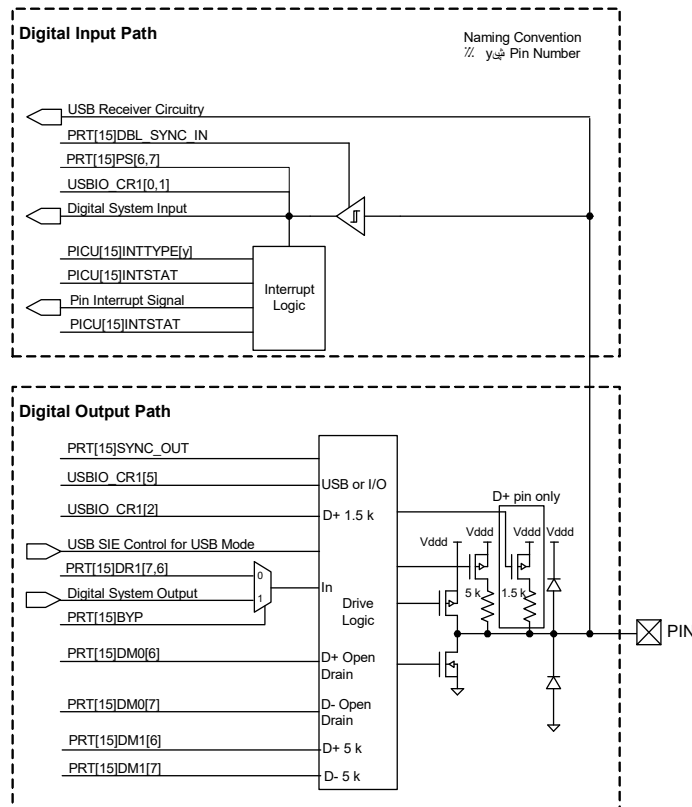 Digital Input Path
Naming Convention
y Pin Number
USB Receiver Circuitry
PRT[15]DBL_SYNC_IN
PRT[15]PS[6,7]
USBIO_CR1[0,1]
Digital System Input
PICU[15]INTTYPE[y]
PICU[15]INTSTAT
Pin Interrupt Signal
PICU[15]INTSTAT
Interrupt
Logic
Digital Output Path
PRT[15]SYNC_OUT
USBIO_CR1[5]
USB or I/O
USBIO_CR1[2]
D+ 1.5 k
D+ pin only
Vddd
Vddd
Vddd
Vddd
USB SIE Control for USB Mode
PRT[15]DR1[7,6]
0
In
Digital System Output
1
PRT[15]BYP
Drive
Logic
5 k
1.5 k
PIN
PRT[15]DM0[6]
D+ Open
Drain
PRT[15]DM0[7]
D- Open
Drain
PRT[15]DM1[6]
D+ 5 k
PRT[15]DM1[7]
D- 5 k